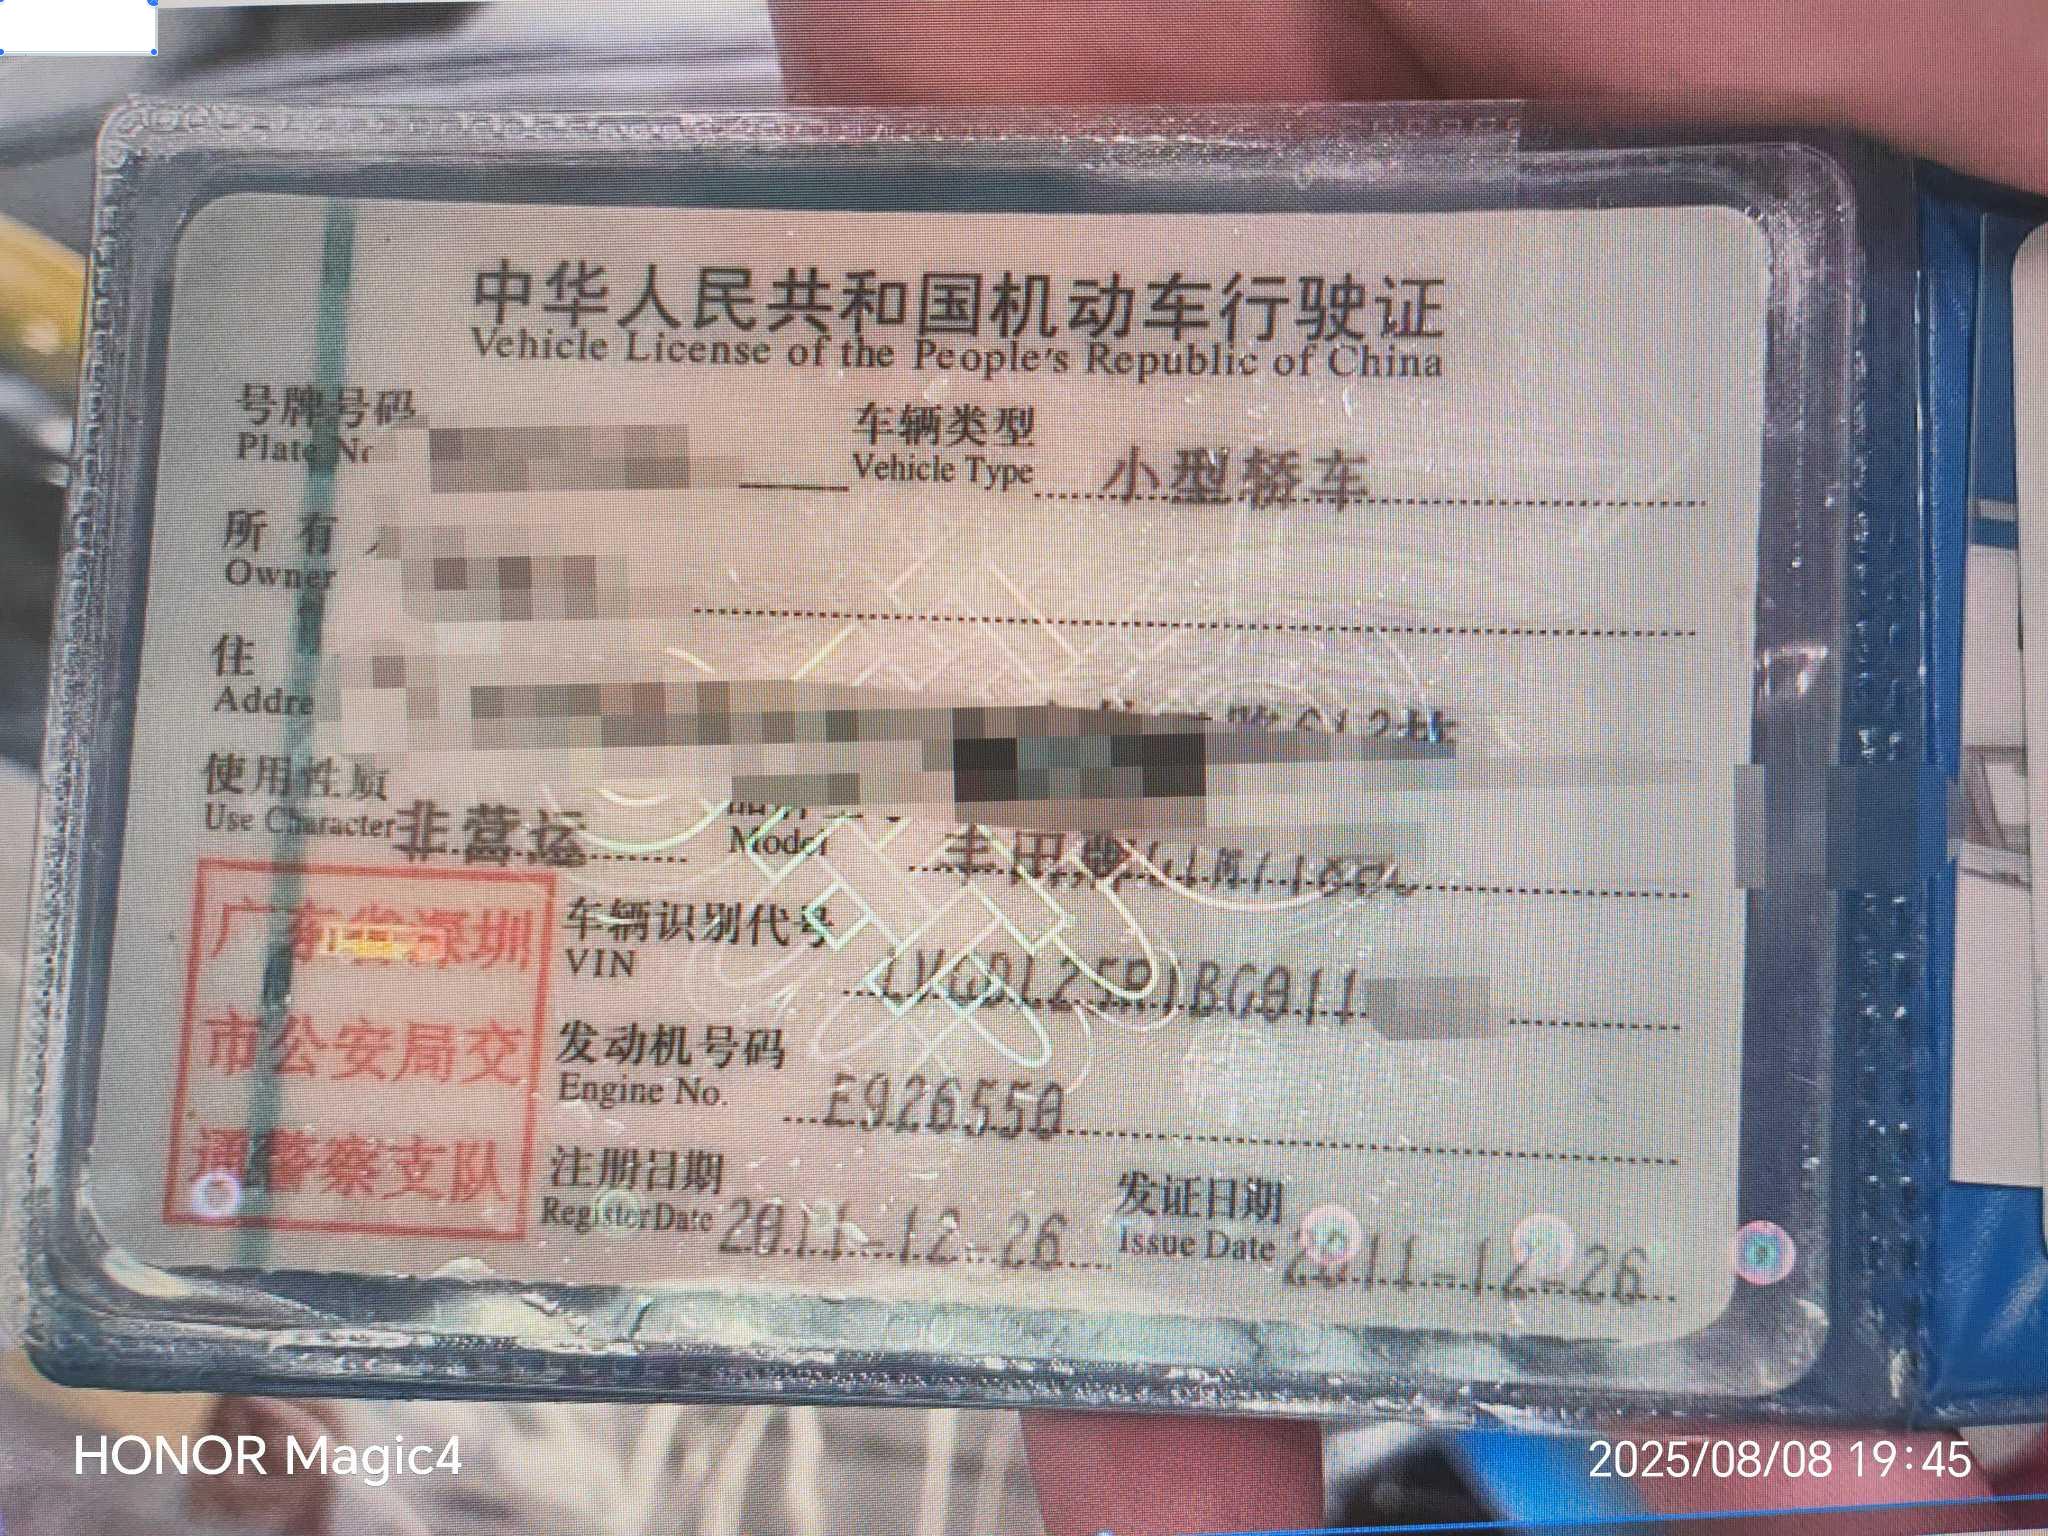 中华人民共和国机动车行驶证
Vehicle License of the People's Republic of China
号牌号码
Plate
车辆类型
Vehicle Type
小型轿车
所有
Owner
住
Addre
使用性质
Use Character
非营运
Model
丰田牌
广东省深圳
市公安局交
通警察支队
车辆识别代号
VIN
发动机号码
Engine No.
E926550
注册日期
Register Date
2011-12-26
发证日期
Issue Date
2011-12-26
HONOR Magic4
2025/08/08 19:45